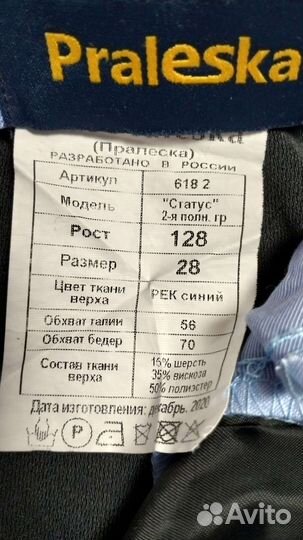 Praleska
(Пралеска)
РАЗРАБОТАНО В РОССИИ
Артикул 618 2
Модель "Статус"
2-я полн. гр
Рост 128
Размер 28
Цвет ткани верха РЕК синий
Обхват талии 56
Обхват бедер 70
Состав ткани верха 15% шерсть
35% вискоза
50% полиэстер
Дата изготовления: декабрь. 2020
P
Avito